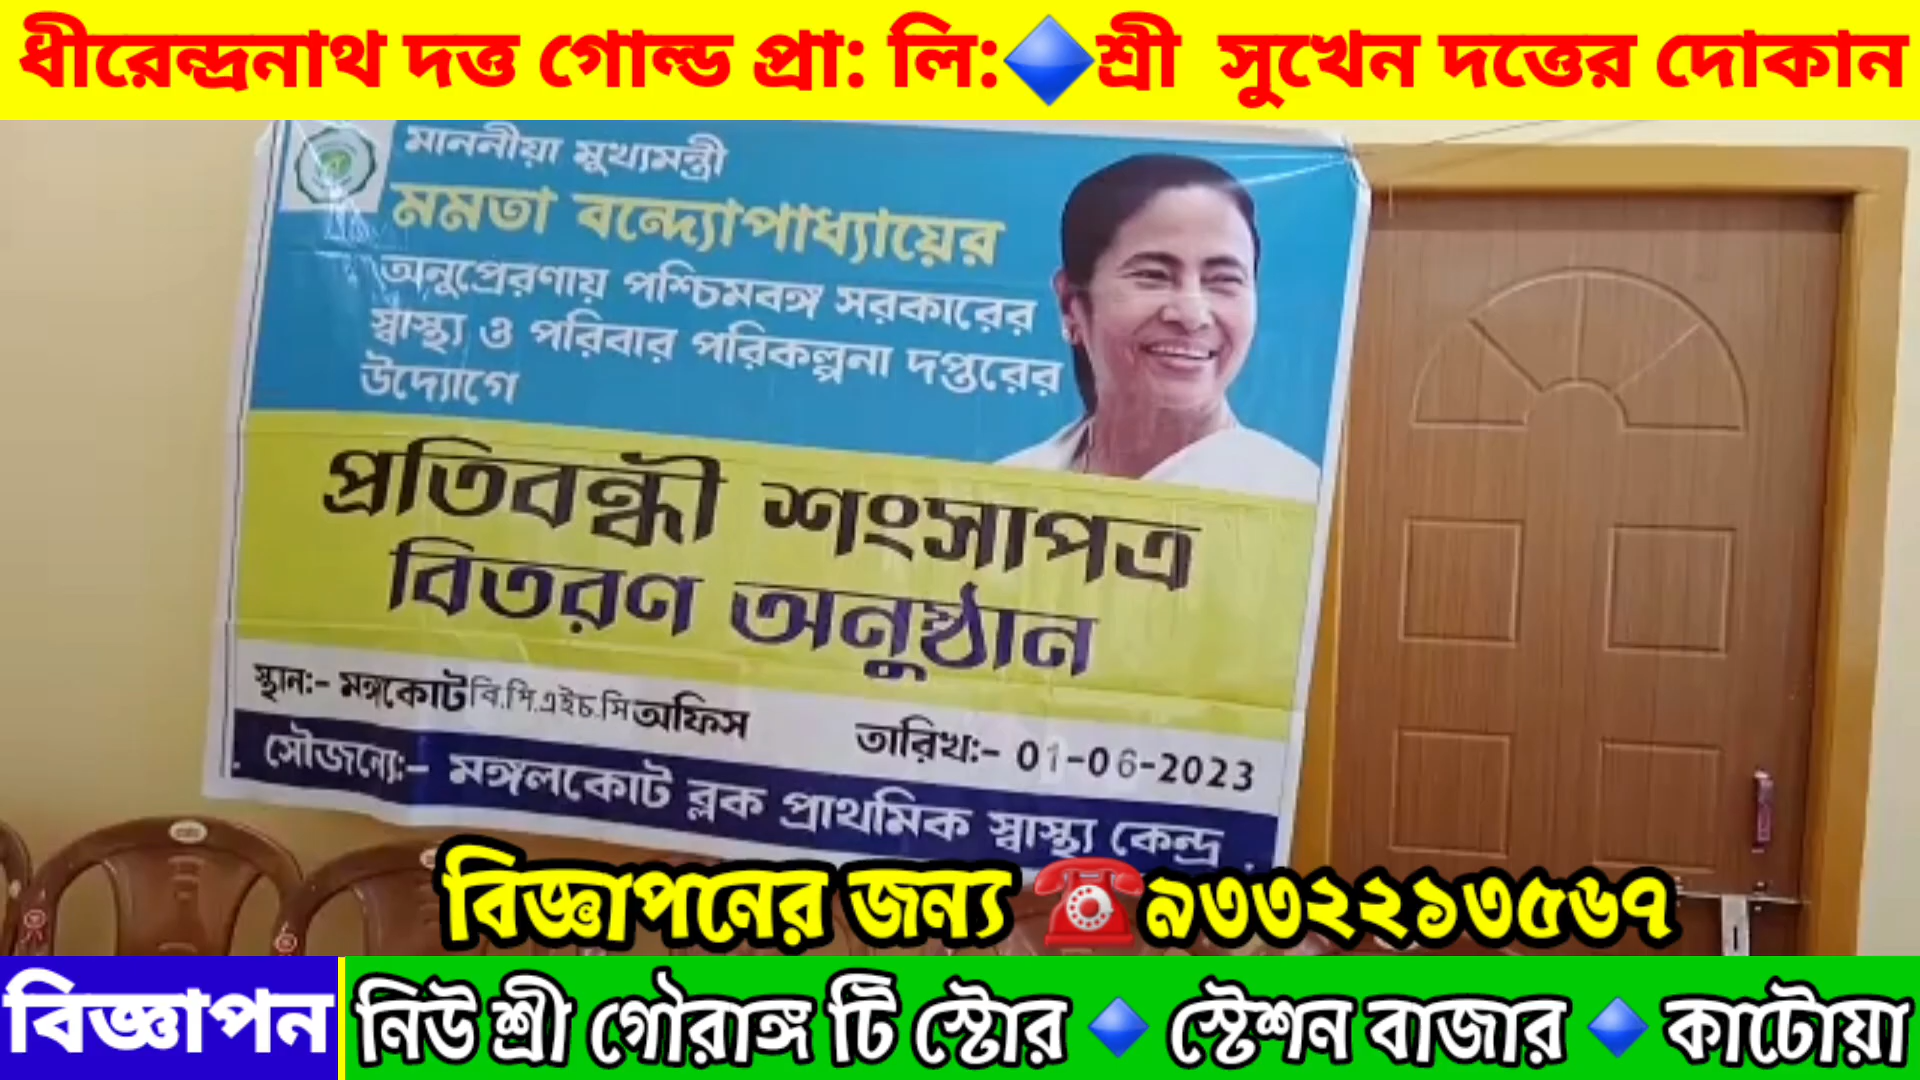 ধীরেন্দ্রনাথ দত্ত গোল্ড প্রা: লি:🔷শ্রী সুখেন দত্তের দোকান
মাননীয়া মুখ্যমন্ত্রী
মমতা বন্দ্যোপাধ্যায়ের
অনুপ্রেরণায় পশ্চিমবঙ্গ সরকারের
স্বাস্থ্য ও পরিবার পরিকল্পনা দপ্তরের
উদ্যোগে
প্রতিবন্ধী শংসাপত্র
বিতরণ অনুষ্ঠান
স্থান:- মঙ্গকোট বি.পি.এইচ.সি অফিস তারিখ:- 01-06-2023
সৌজন্যে:- মঙ্গলকোট ব্লক প্রাথমিক স্বাস্থ্য কেন্দ্র
বিজ্ঞাপনের জন্য ☎৯৩৩২২১৩৫৬৭
বিজ্ঞাপন নিউ শ্রী গৌরাঙ্গ টি স্টোর 🔹 স্টেশন বাজার 🔹 কাটোয়া